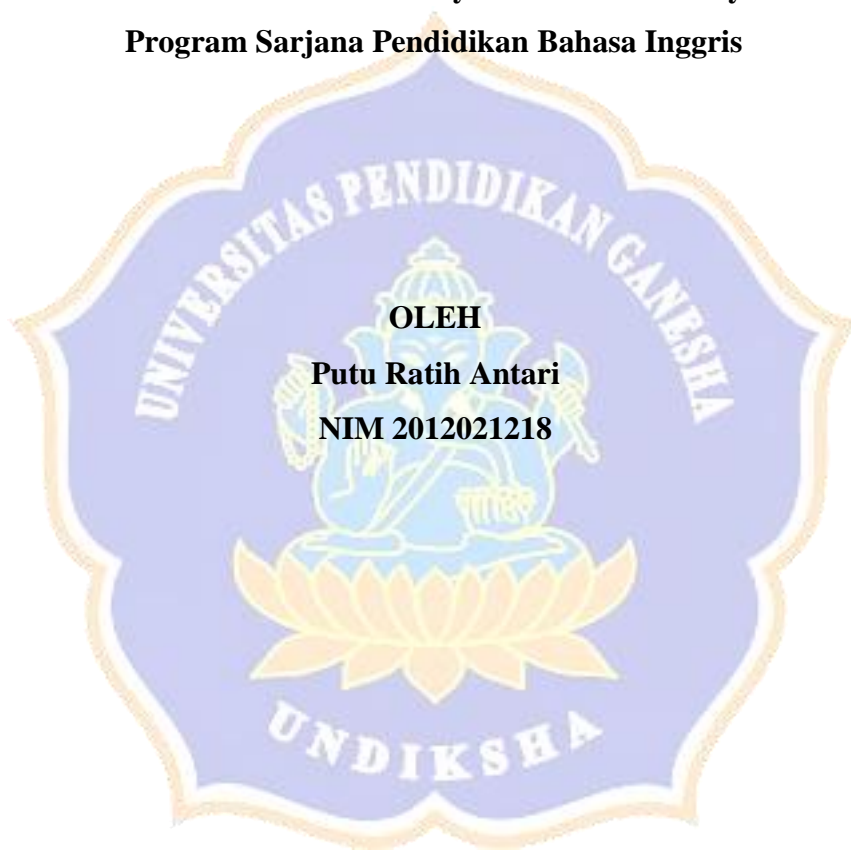 Program Sarjana Pendidikan Bahasa Inggris
UNIVERSITAS PENDIDIKAN GANESHA
OLEH
Putu Ratih Antari
NIM 2012021218
UNDIKSHA